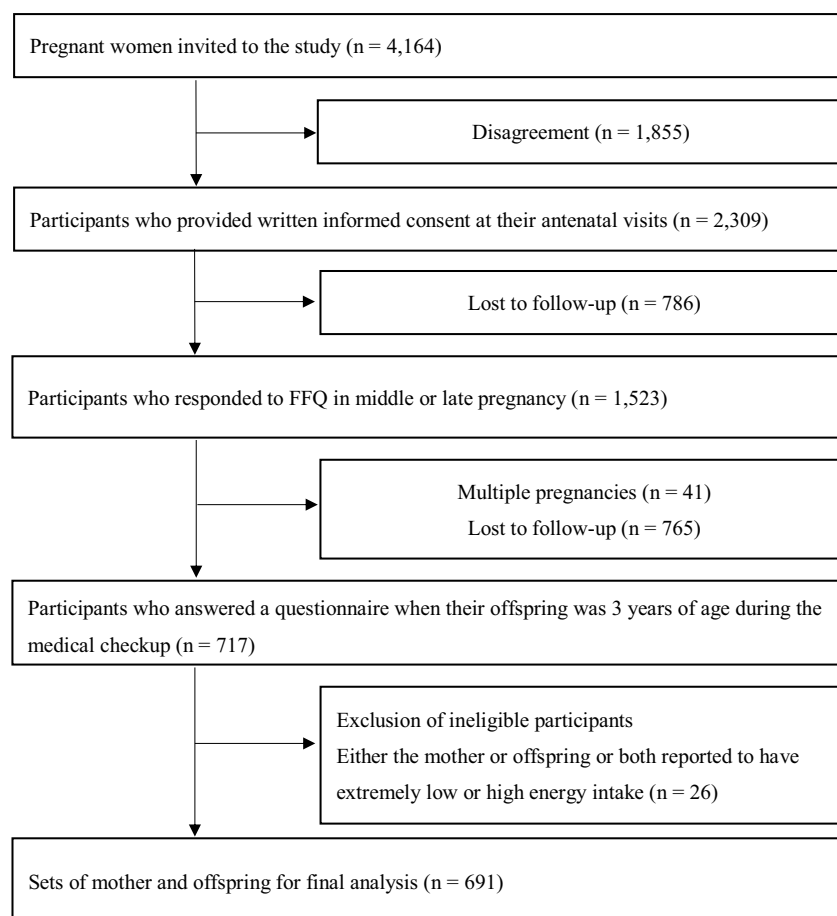 Pregnant women invited to the study (n = 4,164)
Disagreement (n = 1,855)
Participants who provided written informed consent at their antenatal visits (n = 2,309)
Lost to follow-up (n = 786)
Participants who responded to FFQ in middle or late pregnancy (n = 1,523)
Multiple pregnancies (n = 41)
Lost to follow-up (n = 765)
Participants who answered a questionnaire when their offspring was 3 years of age during the
medical checkup (n = 717)
Exclusion of ineligible participants
Either the mother or offspring or both reported to have
extremely low or high energy intake (n = 26)
Sets of mother and offspring for final analysis (n = 691)